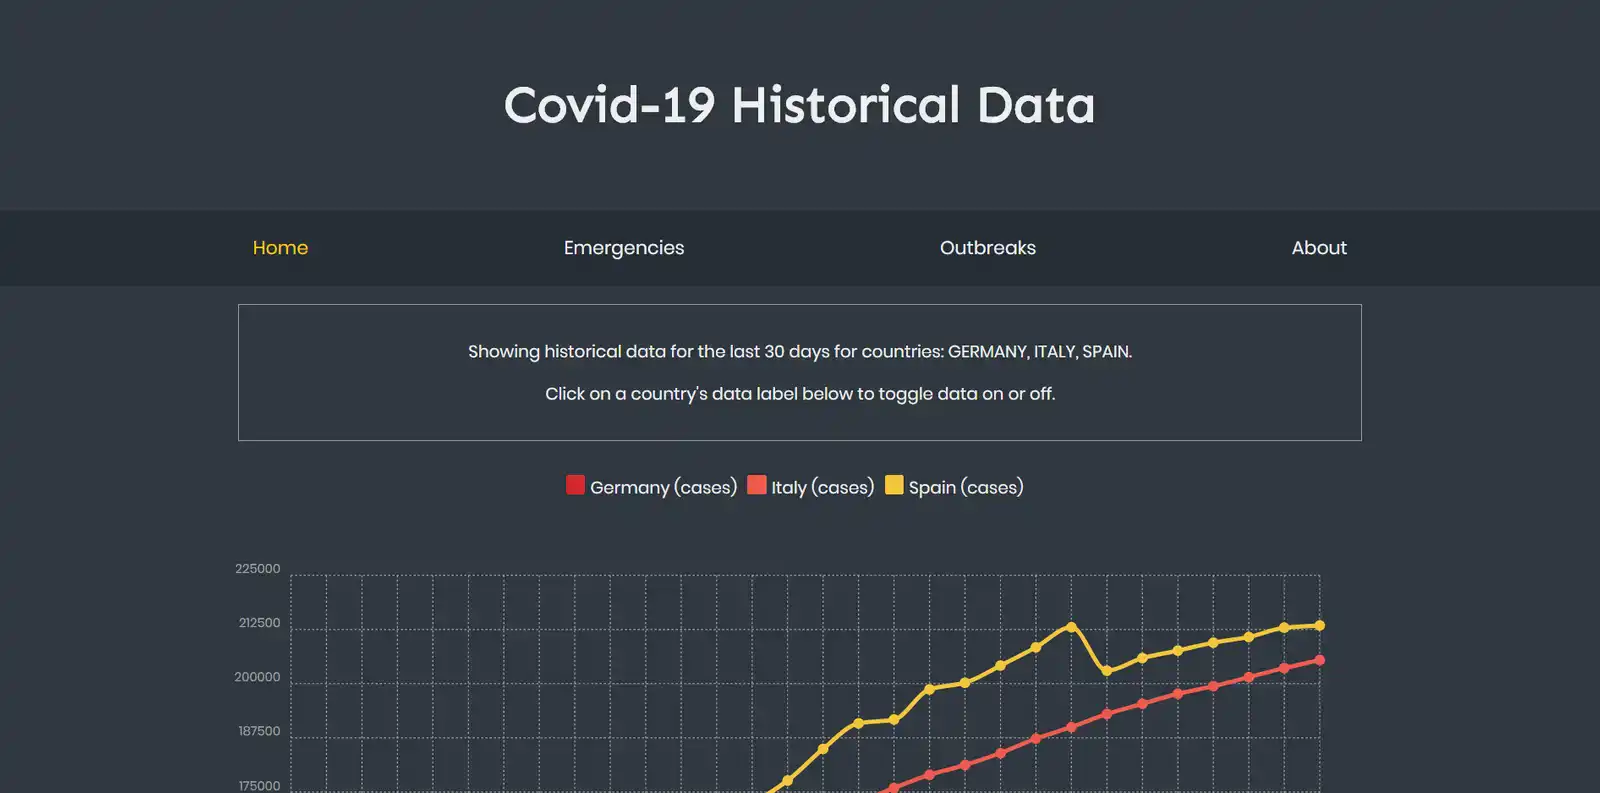 Covid-19 Historical Data
Home Emergencies Outbreaks About
Showing historical data for the last 30 days for countries: GERMANY, ITALY, SPAIN.
Click on a country's data label below to toggle data on or off.
Germany (cases) Italy (cases) Spain (cases)
225000
212500
200000
187500
175000